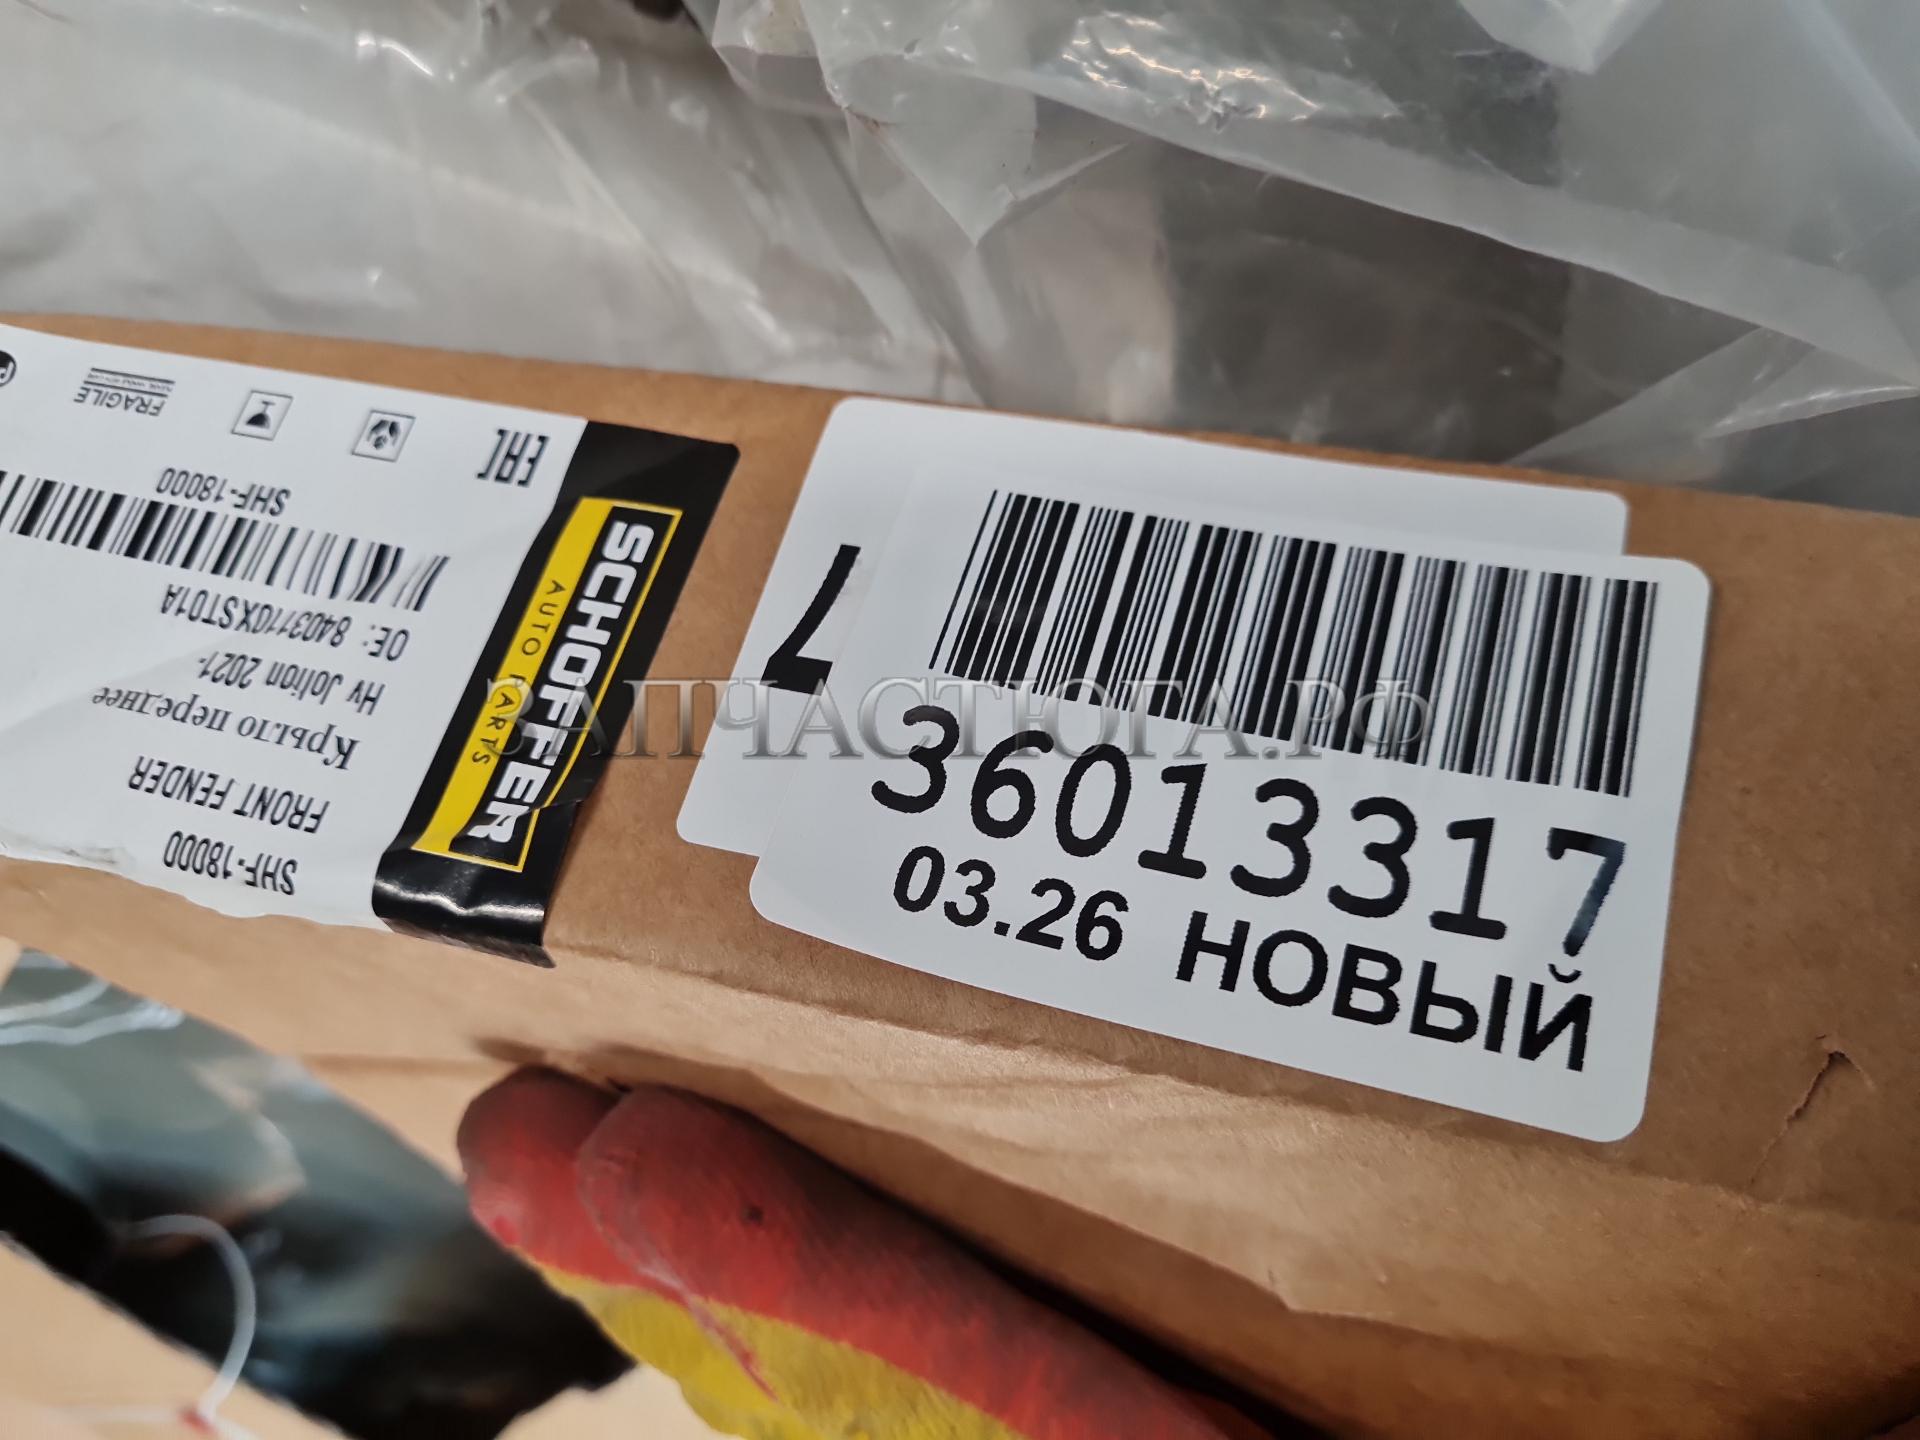 SHF-18000
FRONT FENDER
Крыло переднее
Hv Jolion 2021-
OE: 8403110XST01A
SHF-18000
EAC
FRAGILE
SCHOFFER
AUTO PARTS
L
36013317
03.26 НОВЫЙ
ЗАПЧАСТЮГА.РФ